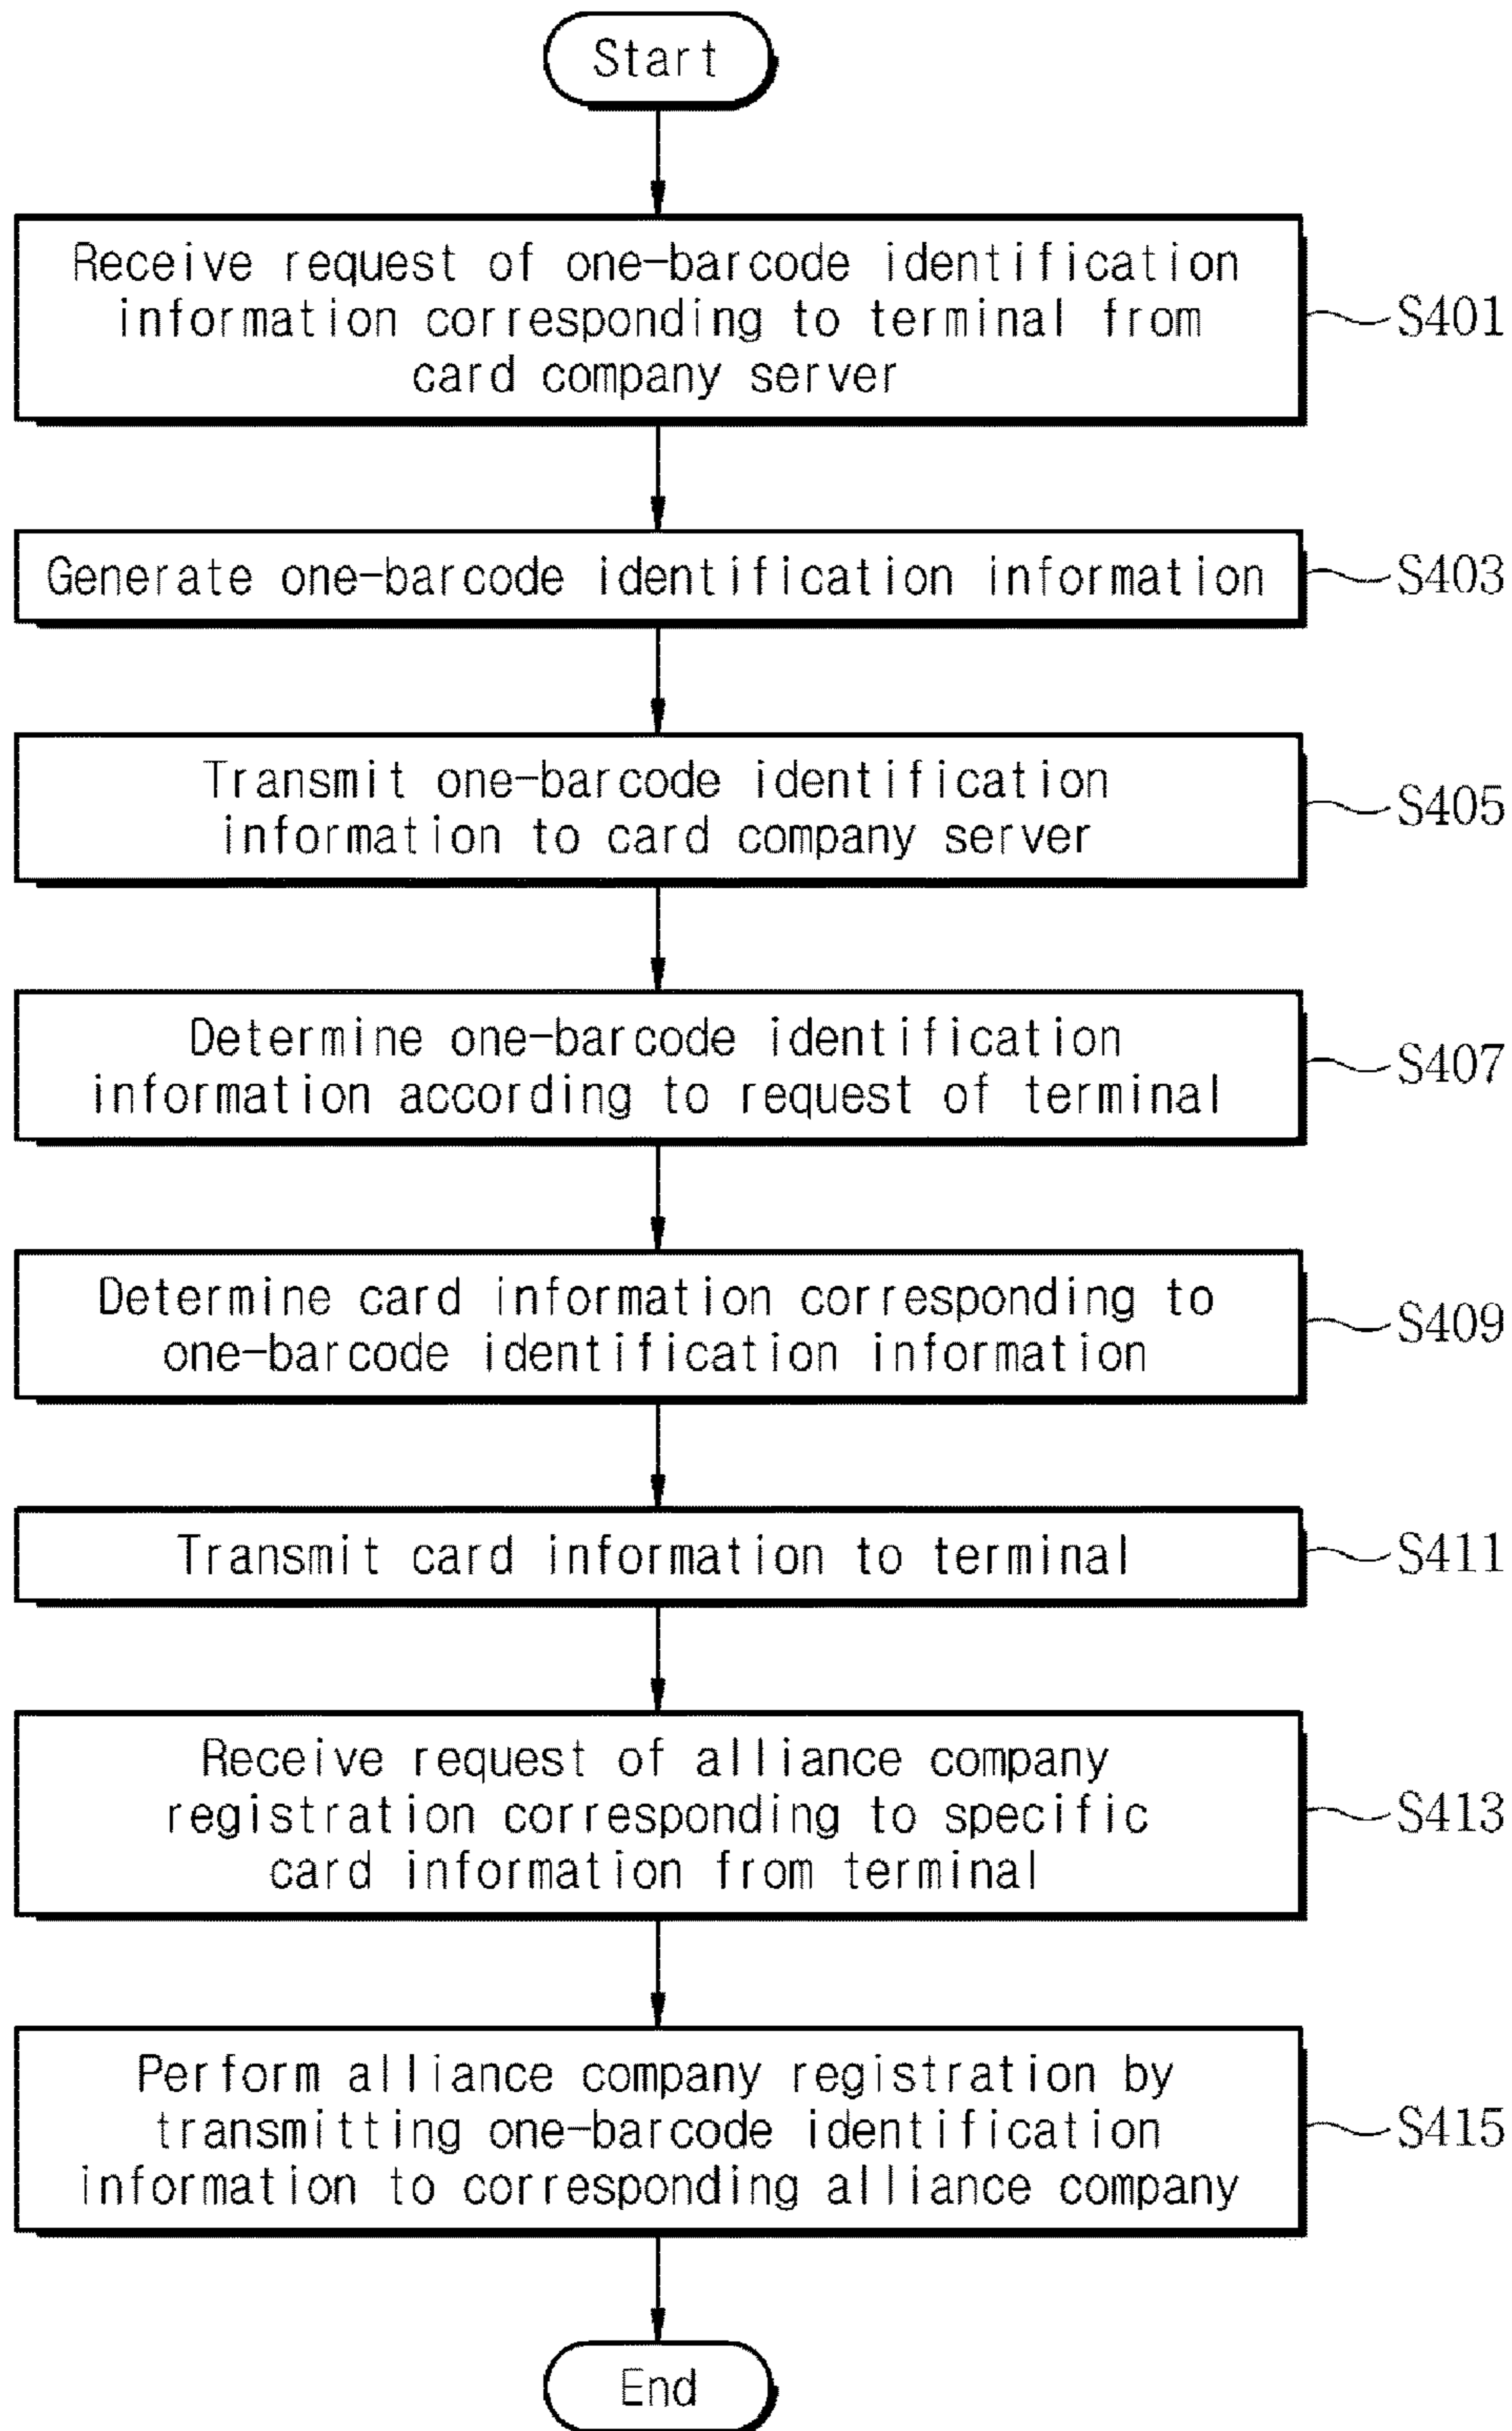 Start
Receive request of one-barcode identification
information corresponding to terminal from
card company server
S401
Generate one-barcode identification information
S403
Transmit one-barcode identification
information to card company server
S405
Determine one-barcode identification
information according to request of terminal
S407
Determine card information corresponding to
one-barcode identification information
S409
Transmit card information to terminal
S411
Receive request of alliance company
registration corresponding to specific
card information from terminal
S413
Perform alliance company registration by
transmitting one-barcode identification
information to corresponding alliance company
S415
End